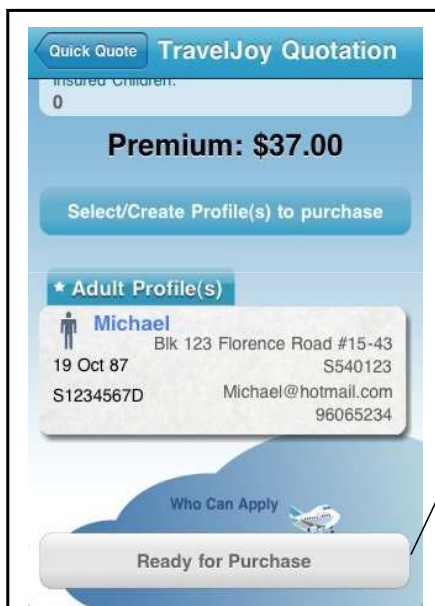 Quick Quote TravelJoy Quotation
Insured Children:
0
Premium: $37.00
Select/Create Profile(s) to purchase
* Adult Profile(s)
Michael
Blk 123 Florence Road #15-43
19 Oct 87 S540123
S1234567D Michael@hotmail.com
96065234
Who Can Apply
Ready for Purchase